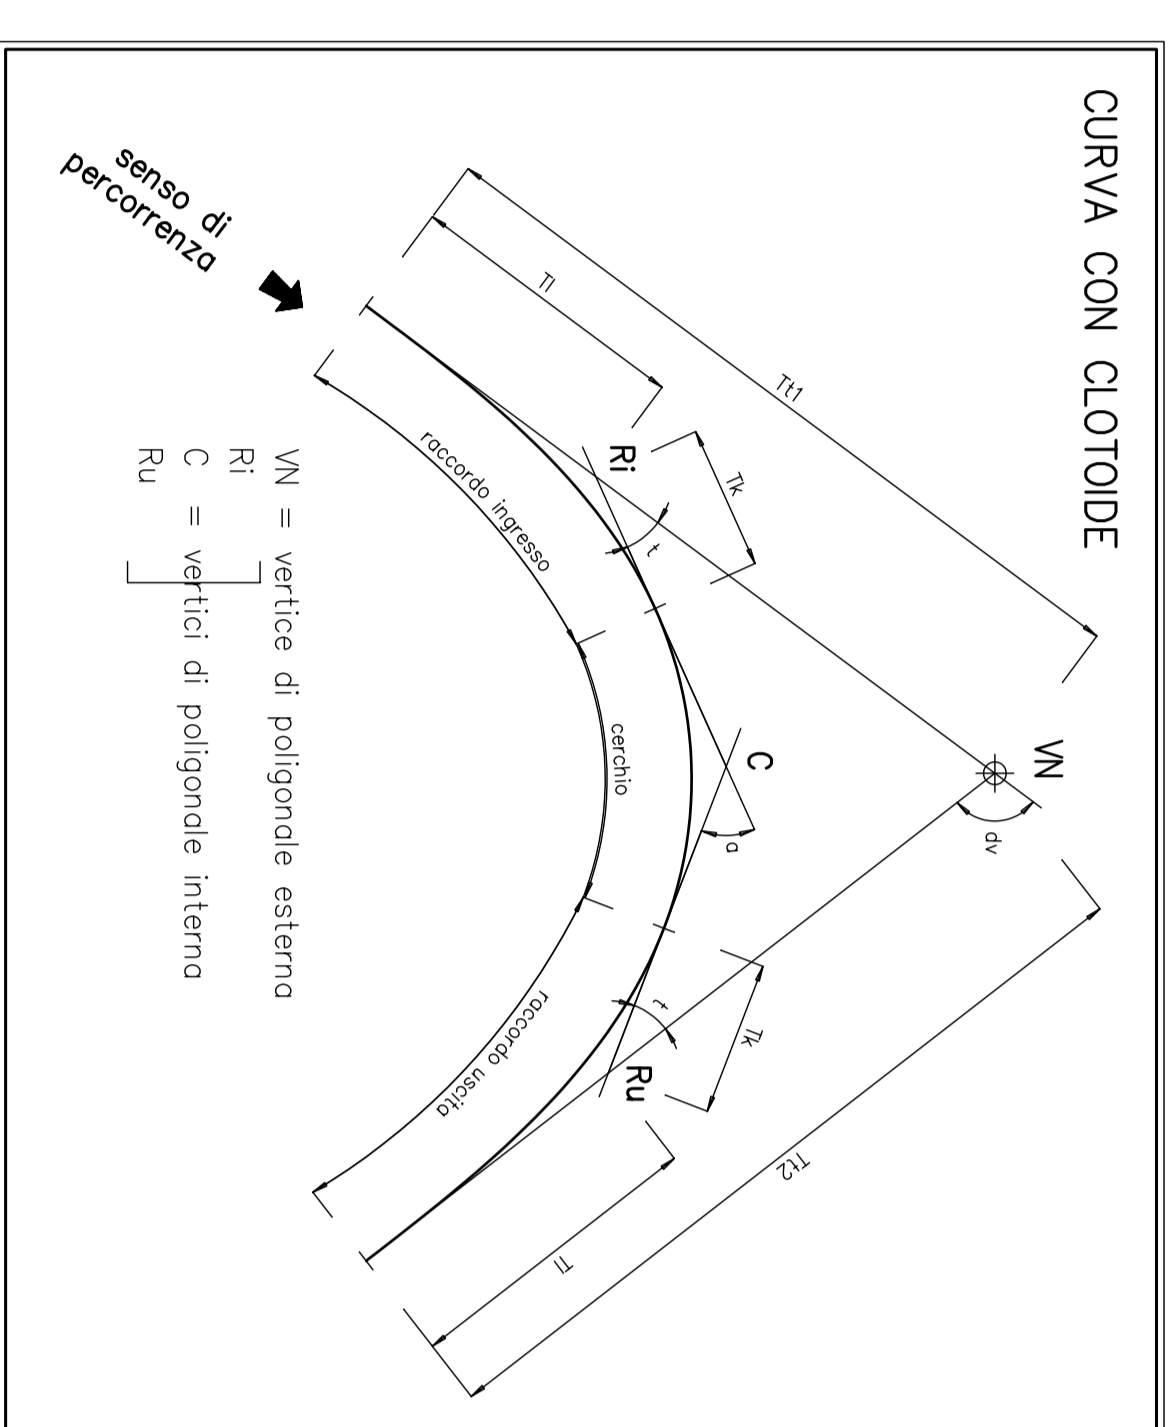 CURVA CON CLOTOIDE
VN
dv
Tt1
Tt2
C
a
Tk
Tk
Ri
Ru
t
t
Tl
Tl
cerchio
raccordo ingresso
raccordo uscita
senso di
percorrenza
VN = vertice di poligonale esterna
Ri
C = vertici di poligonale interna
Ru